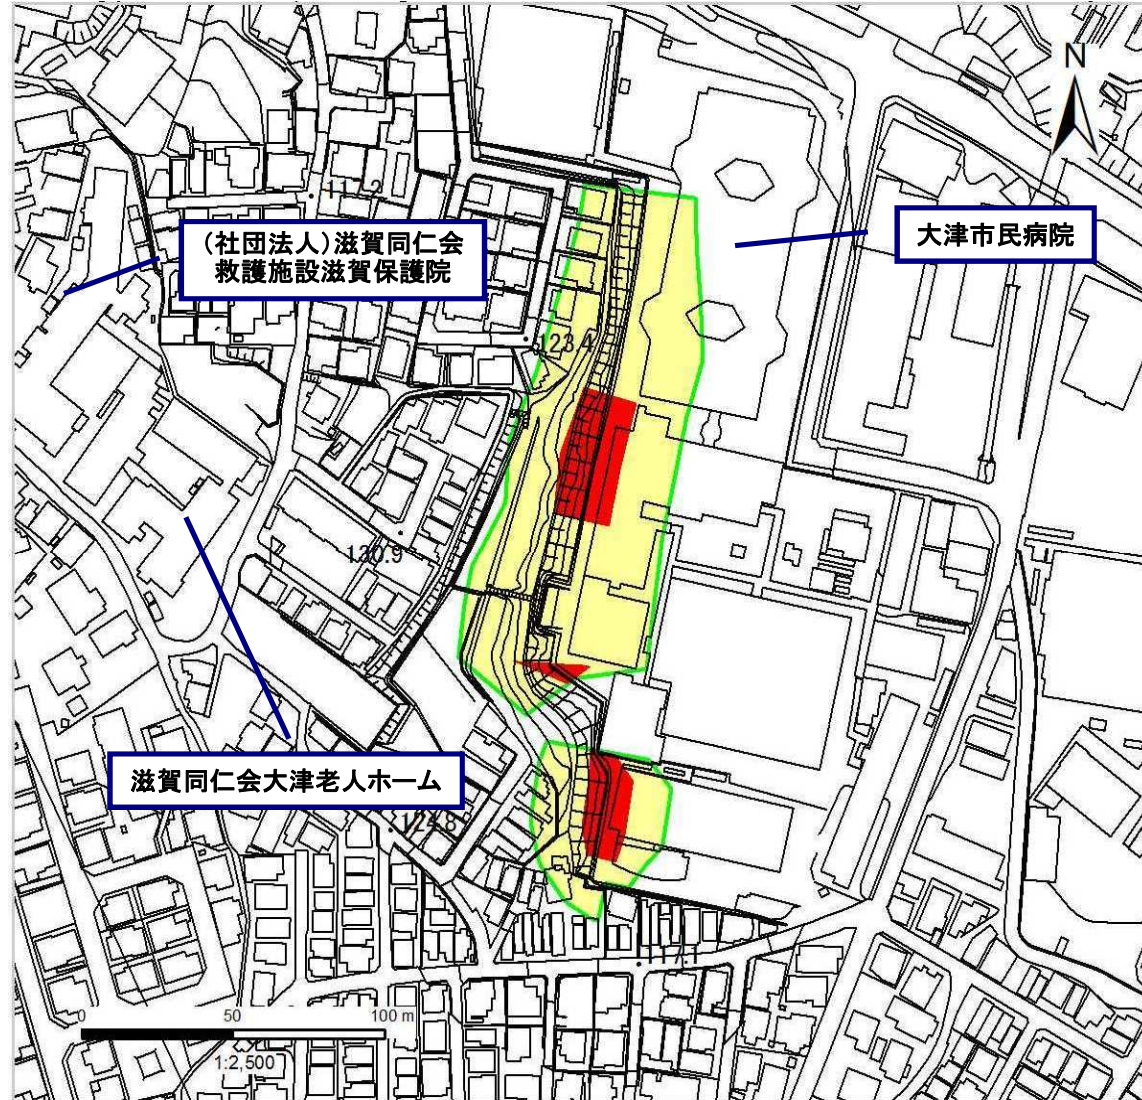 N
117.2
(社団法人)滋賀同仁会
救護施設滋賀保護院
大津市民病院
123.4
130.9
滋賀同仁会大津老人ホーム
124.8
117.1
0 50 100 m
1:2,500